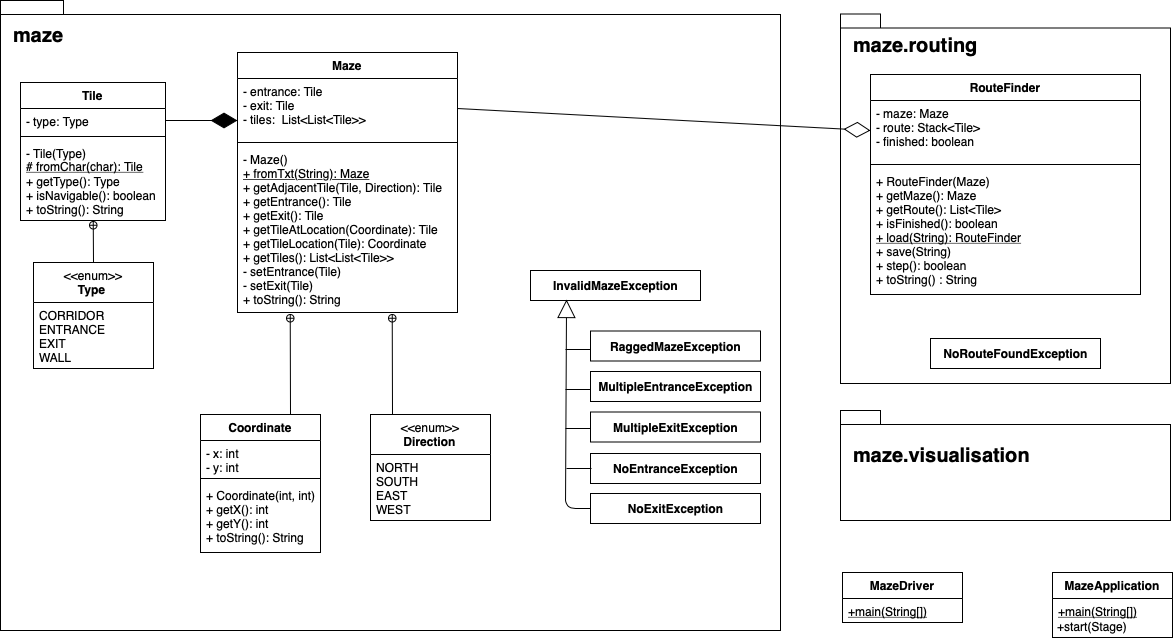 maze
Tile
- type: Type
- Tile(Type)
# fromChar(char): Tile
+ getType(): Type
+ isNavigable(): boolean
+ toString(): String
<<enum>>
Type
CORRIDOR
ENTRANCE
EXIT
WALL
Maze
- entrance: Tile
- exit: Tile
- tiles:  List<List<Tile>>
- Maze()
+ fromTxt(String): Maze
+ getAdjacentTile(Tile, Direction): Tile
+ getEntrance(): Tile
+ getExit(): Tile
+ getTileAtLocation(Coordinate): Tile
+ getTileLocation(Tile): Coordinate
+ getTiles(): List<List<Tile>>
- setEntrance(Tile)
- setExit(Tile)
+ toString(): String
Coordinate
- x: int
- y: int
+ Coordinate(int, int)
+ getX(): int
+ getY(): int
+ toString(): String
<<enum>>
Direction
NORTH
SOUTH
EAST
WEST
InvalidMazeException
RaggedMazeException
MultipleEntranceException
MultipleExitException
NoEntranceException
NoExitException
maze.routing
RouteFinder
- maze: Maze
- route: Stack<Tile>
- finished: boolean
+ RouteFinder(Maze)
+ getMaze(): Maze
+ getRoute(): List<Tile>
+ isFinished(): boolean
+ load(String): RouteFinder
+ save(String)
+ step(): boolean
+ toString() : String
NoRouteFoundException
maze.visualisation
MazeDriver
+main(String[])
MazeApplication
+main(String[])
+start(Stage)